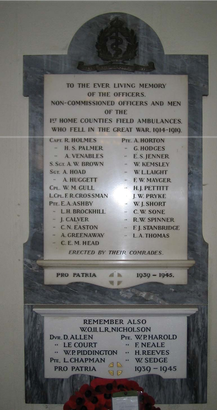 TO THE EVER LIVING MEMORY
OF THE OFFICERS,
NON-COMMISSIONED OFFICERS AND MEN
OF THE
1ST HOME COUNTIES FIELD AMBULANCES,
WHO FELL IN THE GREAT WAR, 1914-1919.
CAPT R. HOLMES PTE A. HORTON
" H. S. PALMER " G. HODGES
" A. VENABLES " E. S. JENNER
S. SGT A. W. BROWN " W. KEMSLEY
SGT A. HOAD " W. L. LAIGHT
" A. HUGGETT " F. W. MAYGER
CPL W. M. GULL " H. J. PETTITT
L. CPL F. R. CROSSMAN " J. W. PRYKE
PTE E. A. ASHBY " W. J. SHORT
" L. H. BROCKHILL " C. W. SONE
" J. CALVER " R. W. SPINNER
" C. N. EASTON " F. J. STANBRIDGE
" A. GREENAWAY " L. A. THOMAS
" C. E. M. HEAD
ERECTED BY THEIR COMRADES.
PRO PATRIA 1939-1945.
REMEMBER ALSO
W.O.II L.R. NICHOLSON
DVR D. ALLEN PTE W. P. HAROLD
" LE COURT " F. NEALE
" W. P. PIDDINGTON " H. REEVES
PTE L. CHAPMAN " W. SEDGE
PRO PATRIA 1939-1945